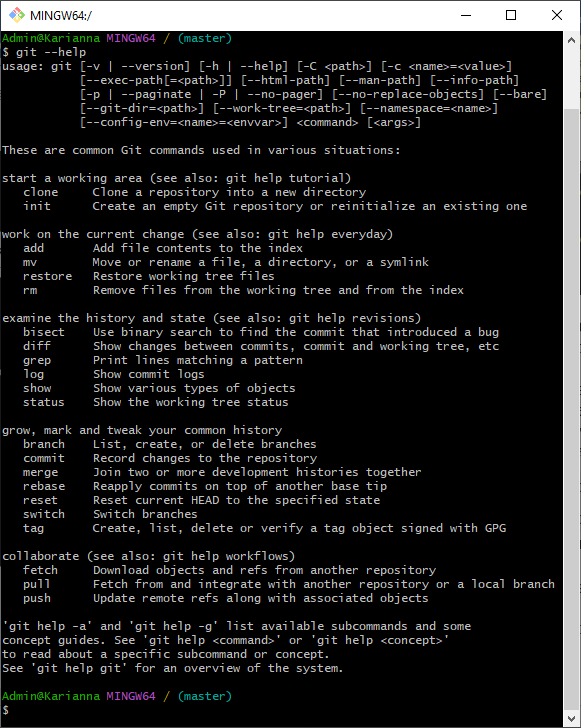 MINGW64:/
Admin@Karianna MINGW64 / (master)
$ git --help
usage: git [-v | --version] [-h | --help] [-C <path>] [-c <name>=<value>]
           [--exec-path[=<path>]] [--html-path] [--man-path] [--info-path]
           [-p | --paginate | -P | --no-pager] [--no-replace-objects] [--bare]
           [--git-dir=<path>] [--work-tree=<path>] [--namespace=<name>]
           [--config-env=<name>=<envvar>] <command> [<args>]

These are common Git commands used in various situations:

start a working area (see also: git help tutorial)
   clone     Clone a repository into a new directory
   init      Create an empty Git repository or reinitialize an existing one

work on the current change (see also: git help everyday)
   add       Add file contents to the index
   mv        Move or rename a file, a directory, or a symlink
   restore   Restore working tree files
   rm        Remove files from the working tree and from the index

examine the history and state (see also: git help revisions)
   bisect    Use binary search to find the commit that introduced a bug
   diff      Show changes between commits, commit and working tree, etc
   grep      Print lines matching a pattern
   log       Show commit logs
   show      Show various types of objects
   status    Show the working tree status

grow, mark and tweak your common history
   branch    List, create, or delete branches
   commit    Record changes to the repository
   merge     Join two or more development histories together
   rebase    Reapply commits on top of another base tip
   reset     Reset current HEAD to the specified state
   switch    Switch branches
   tag       Create, list, delete or verify a tag object signed with GPG

collaborate (see also: git help workflows)
   fetch     Download objects and refs from another repository
   pull      Fetch from and integrate with another repository or a local branch
   push      Update remote refs along with associated objects

'git help -a' and 'git help -g' list available subcommands and some
concept guides. See 'git help <command>' or 'git help <concept>'
to read about a specific subcommand or concept.
See 'git help git' for an overview of the system.

Admin@Karianna MINGW64 / (master)
$